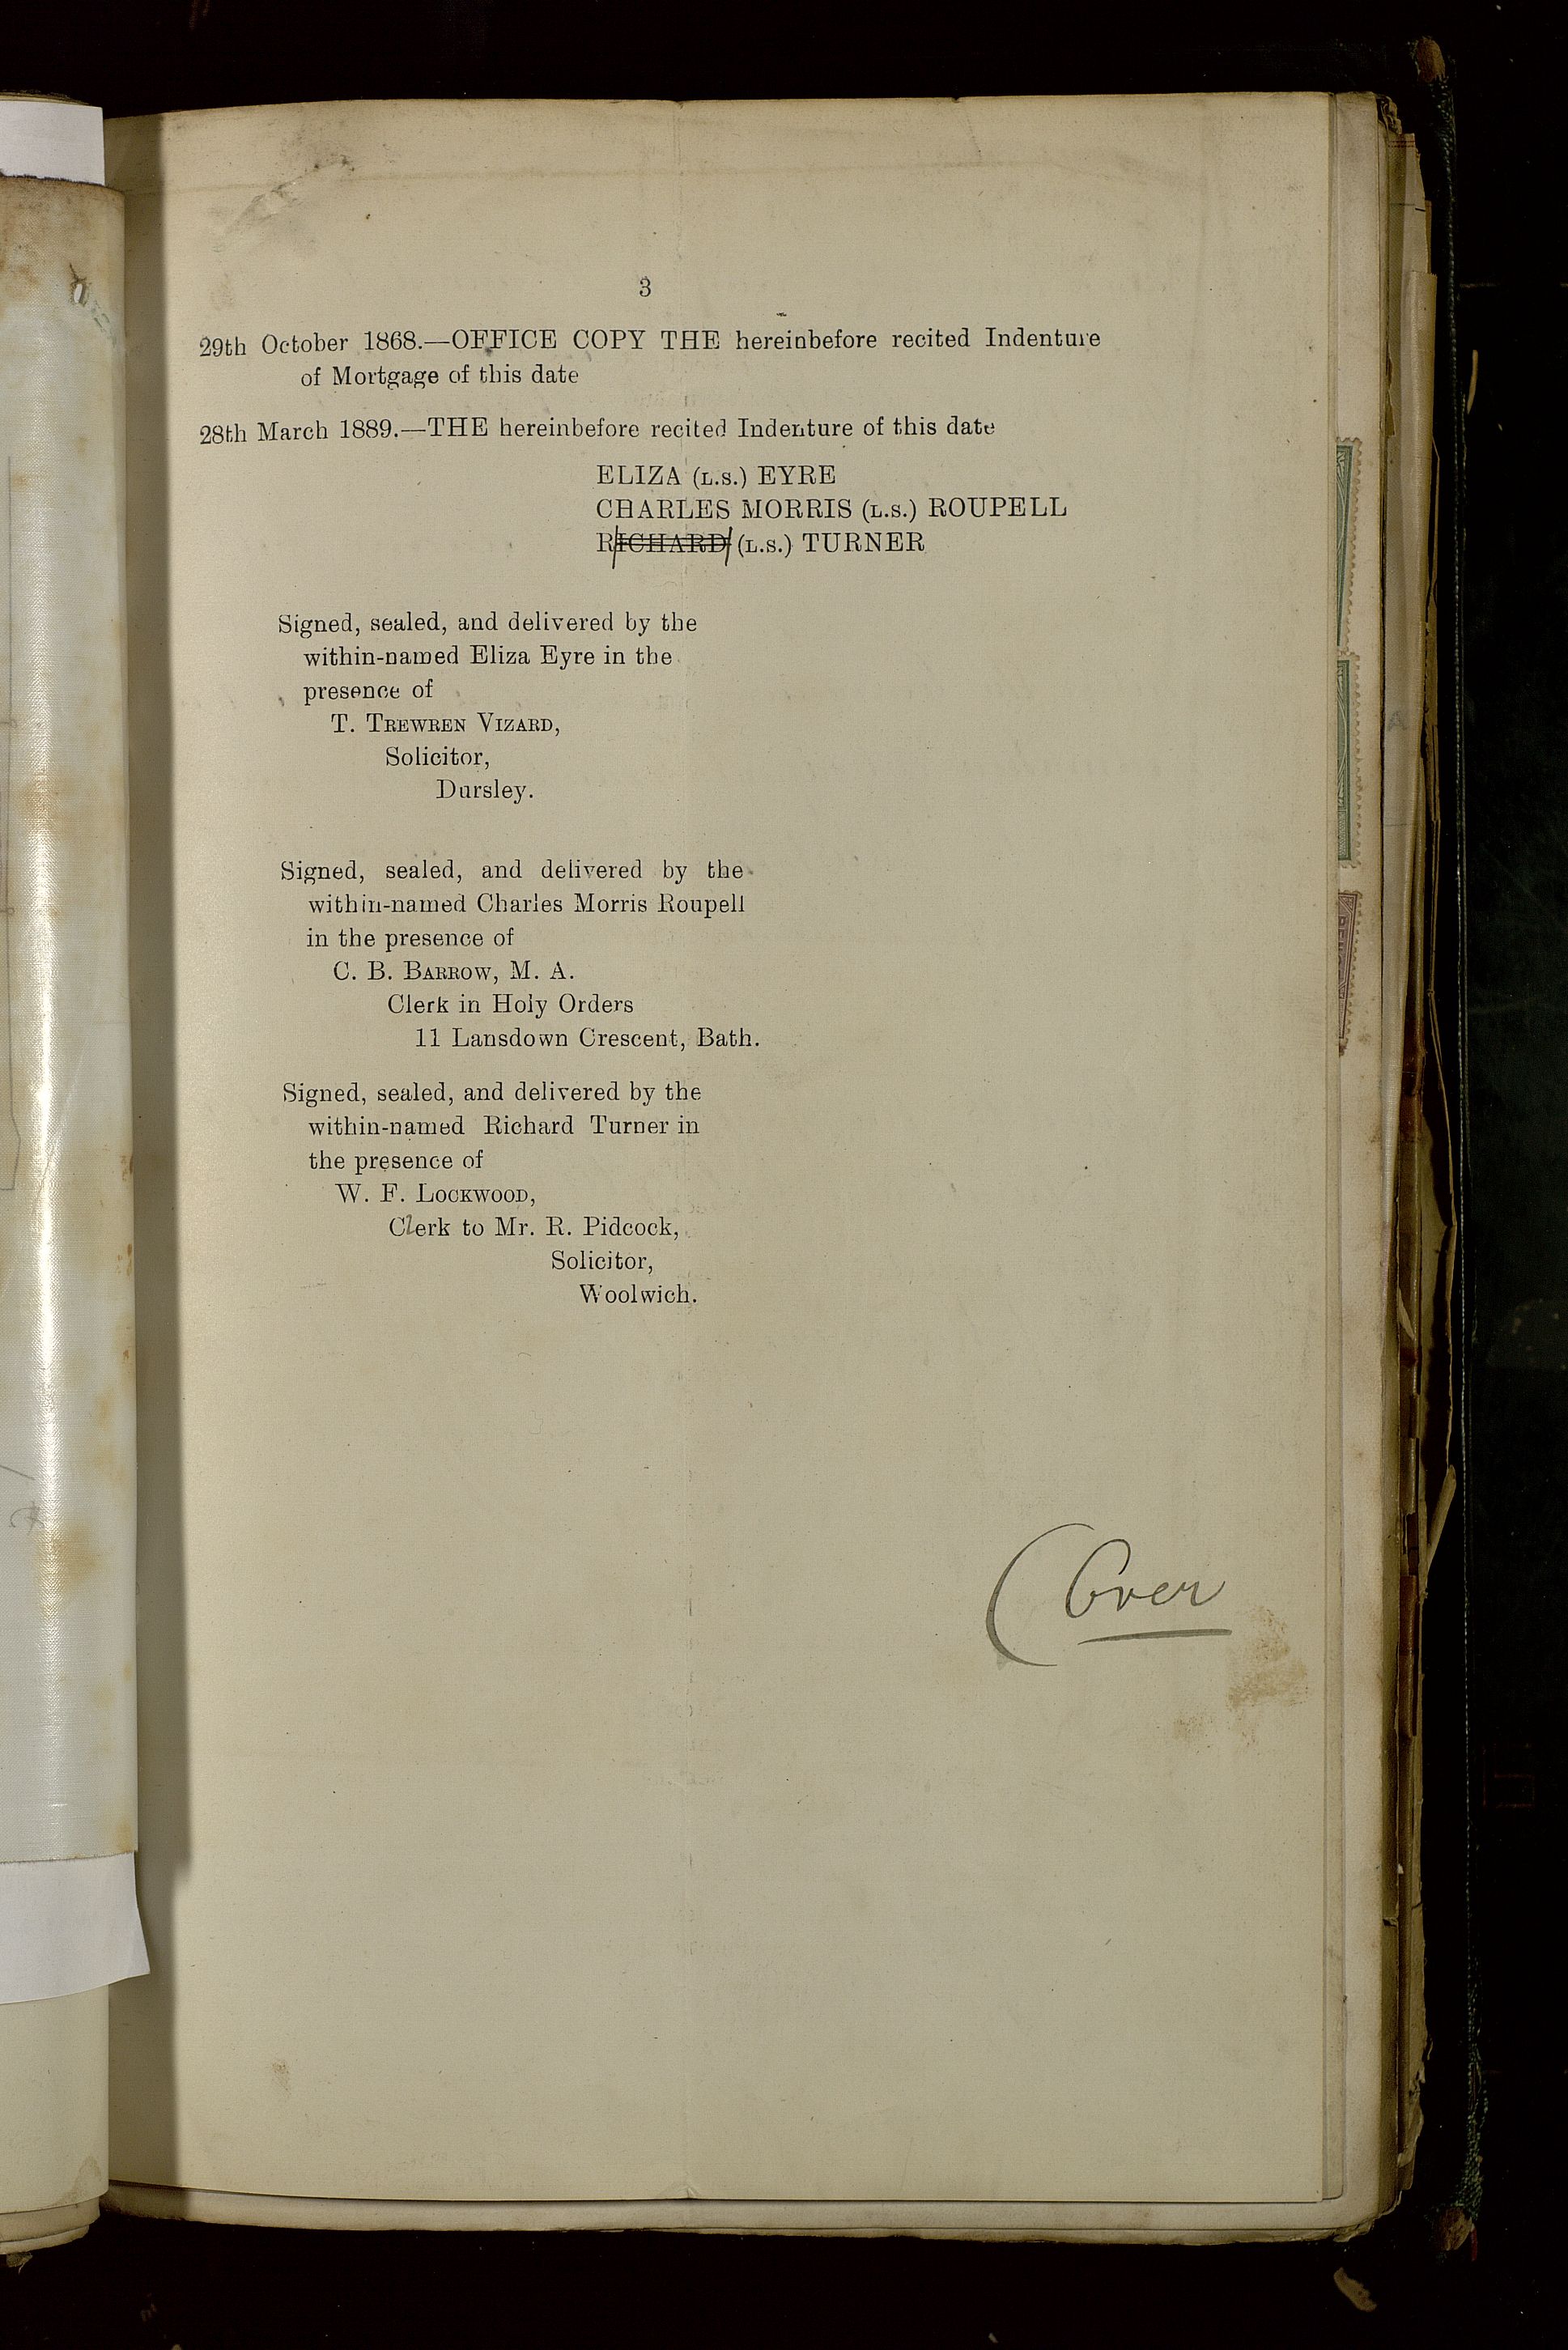 3
29th October 1868.—OFFICE COPY THE hereinbefore recited Indenture
of Mortgage of this date
28th March 1889.—THE hereinbefore recited Indenture of this date
ELIZA (L.S.) EYRE
CHARLES MORRIS (L.S.) ROUPELL
RICHARD (L.S.) TURNER
Signed, sealed, and delivered by the
within-named Eliza Eyre in the
presence of
T. TREWREN VIZARD,
Solicitor,
Dursley.
Signed, sealed, and delivered by the
within-named Charles Morris Roupell
in the presence of
C. B. BARROW, M. A.
Clerk in Holy Orders
11 Lansdown Crescent, Bath.
Signed, sealed, and delivered by the
within-named Richard Turner in
the presence of
W. F. LOCKWOOD,
Clerk to Mr. R. Pidcock,
Solicitor,
Woolwich.
(Over